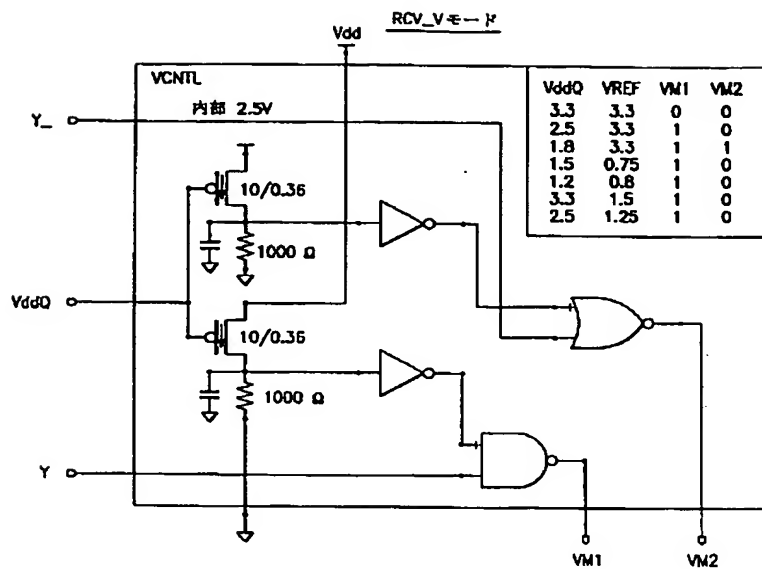 RCV_Vモード
Vdd
VCNTL
内部 2.5V
Y_
10/0.36
1000 Ω
VddQ
10/0.36
1000 Ω
Y
VddQ VREF VM1 VM2
3.3 3.3 0 0
2.5 3.3 1 0
1.8 3.3 1 1
1.5 0.75 1 0
1.2 0.8 1 0
3.3 1.5 1 0
2.5 1.25 1 0
VM1
VM2